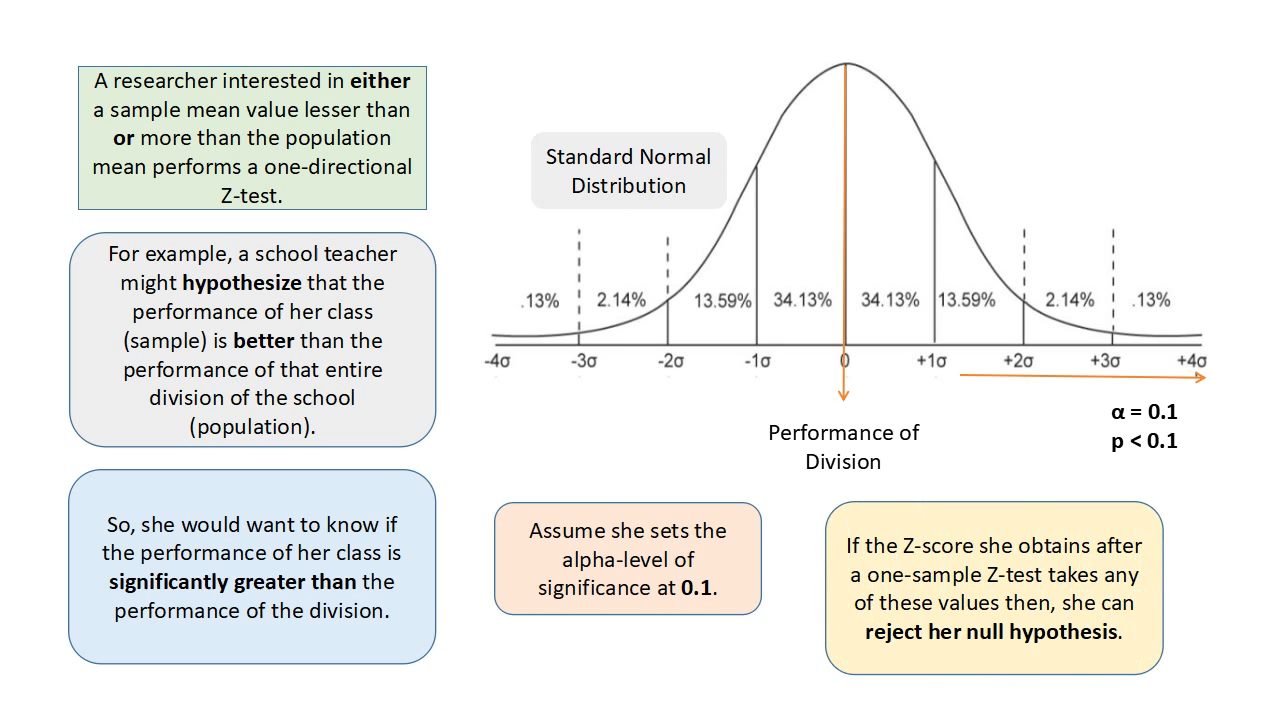 A researcher interested in either
a sample mean value lesser than
or more than the population
mean performs a one-directional
Z-test.
For example, a school teacher
might hypothesize that the
performance of her class
(sample) is better than the
performance of that entire
division of the school
(population).
So, she would want to know if
the performance of her class is
significantly greater than the
performance of the division.
Standard Normal
Distribution
.13% 2.14% 13.59% 34.13% 34.13% 13.59% 2.14% .13%
-4σ -3σ -2σ -1σ 0 +1σ +2σ +3σ +4σ
α = 0.1
p < 0.1
Performance of
Division
Assume she sets the
alpha-level of
significance at 0.1.
If the Z-score she obtains after
a one-sample Z-test takes any
of these values then, she can
reject her null hypothesis.